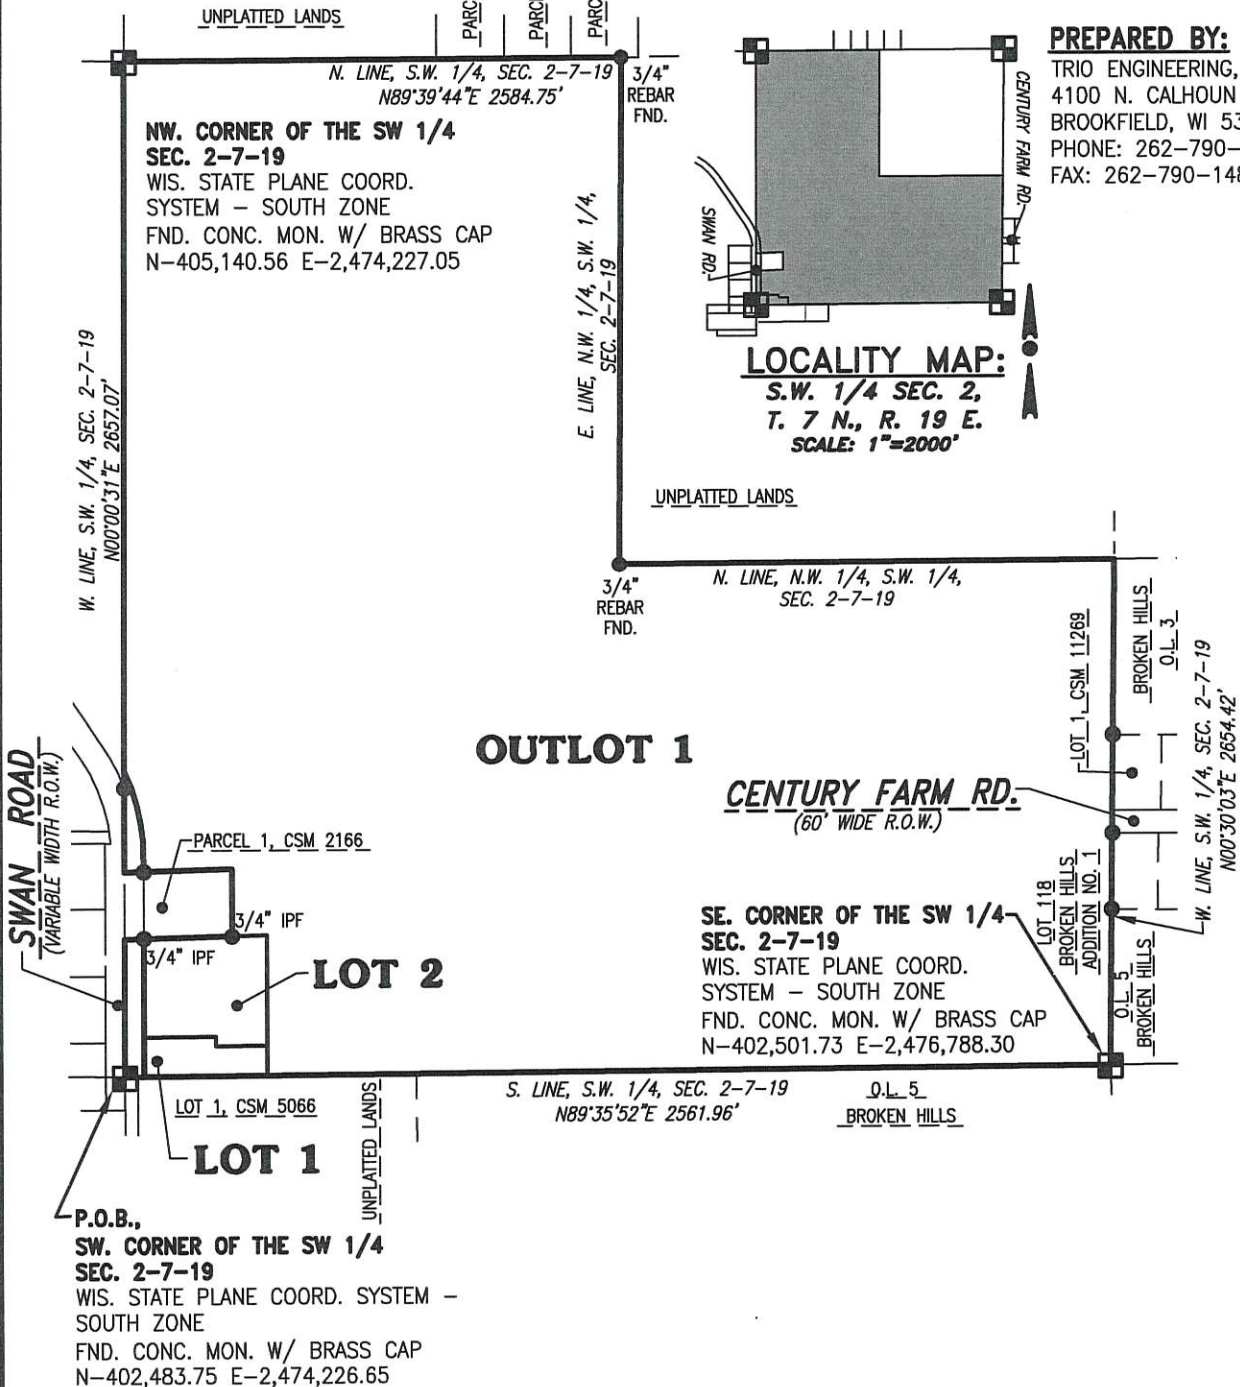 UNPLATTED LANDS
PARC
PARC
PARC
N. LINE, S.W. 1/4, SEC. 2-7-19
N89°39'44"E 2584.75'
3/4"
REBAR
FND.
NW. CORNER OF THE SW 1/4
SEC. 2-7-19
WIS. STATE PLANE COORD.
SYSTEM – SOUTH ZONE
FND. CONC. MON. W/ BRASS CAP
N-405,140.56 E-2,474,227.05
PREPARED BY:
TRIO ENGINEERING,
4100 N. CALHOUN
BROOKFIELD, WI 53
PHONE: 262-790-
FAX: 262-790-148
CENTURY FARM RD.
SWAN RD.
LOCALITY MAP:
S.W. 1/4 SEC. 2,
T. 7 N., R. 19 E.
SCALE: 1"=2000'
E. LINE, N.W. 1/4, S.W. 1/4,
SEC. 2-7-19
W. LINE, S.W. 1/4, SEC. 2-7-19
N00°00'31"E 2657.07'
UNPLATTED LANDS
3/4"
REBAR
FND.
N. LINE, N.W. 1/4, S.W. 1/4,
SEC. 2-7-19
LOT 1, CSM 11269
BROKEN HILLS
O.L. 3
W. LINE, S.W. 1/4, SEC. 2-7-19
N00°30'03"E 2654.42'
OUTLOT 1
CENTURY FARM RD.
(60' WIDE R.O.W.)
SWAN ROAD
(VARIABLE WIDTH R.O.W.)
PARCEL 1, CSM 2166
3/4" IPF
3/4" IPF
LOT 2
SE. CORNER OF THE SW 1/4
SEC. 2-7-19
WIS. STATE PLANE COORD.
SYSTEM – SOUTH ZONE
FND. CONC. MON. W/ BRASS CAP
N-402,501.73 E-2,476,788.30
LOT 118
BROKEN HILLS
ADDITION NO. 1
O.L. 5
BROKEN HILLS
S. LINE, S.W. 1/4, SEC. 2-7-19
N89°35'52"E 2561.96'
O.L. 5
BROKEN HILLS
LOT 1, CSM 5066
UNPLATTED LANDS
LOT 1
P.O.B.,
SW. CORNER OF THE SW 1/4
SEC. 2-7-19
WIS. STATE PLANE COORD. SYSTEM –
SOUTH ZONE
FND. CONC. MON. W/ BRASS CAP
N-402,483.75 E-2,474,226.65